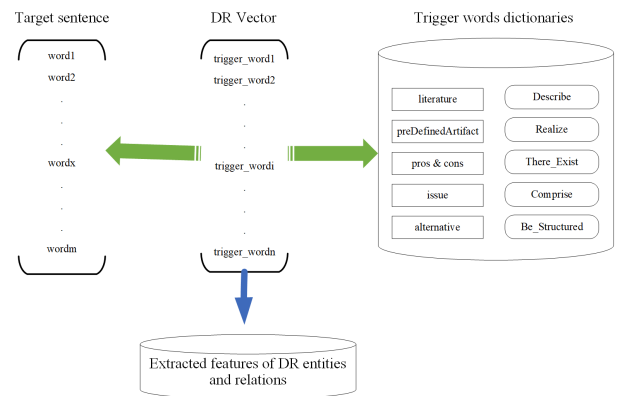 Target sentence
word1
word2
.
.
.
wordx
.
.
.
wordm
DR Vector
trigger_word1
trigger_word2
.
.
.
trigger_wordi
.
.
.
trigger_wordn
Trigger words dictionaries
literature
preDefinedArtifact
pros & cons
issue
alternative
Describe
Realize
There_Exist
Comprise
Be_Structured
Extracted features of DR entities
and relations